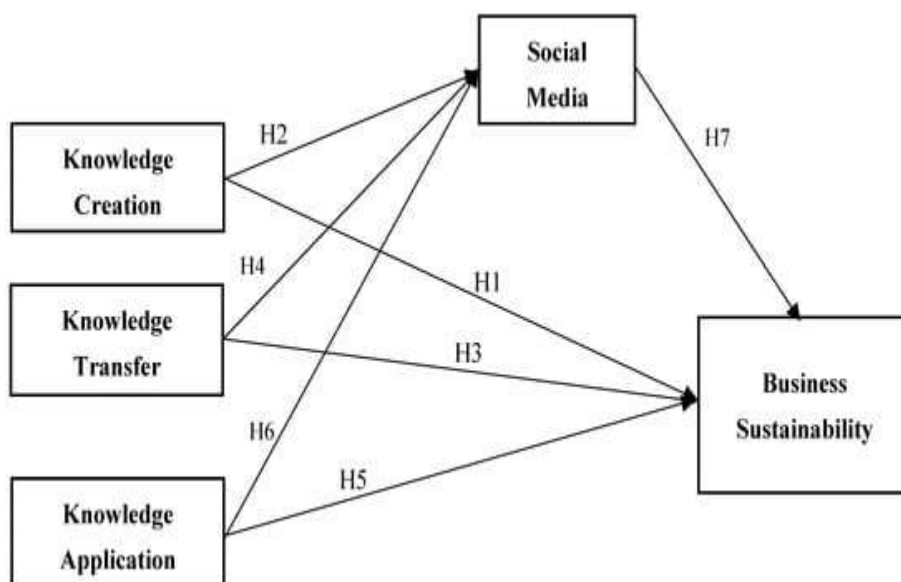 Social
Media
H2
H7
Knowledge
Creation
H4
H1
Knowledge
Transfer
H3
Business
Sustainability
H6
H5
Knowledge
Application